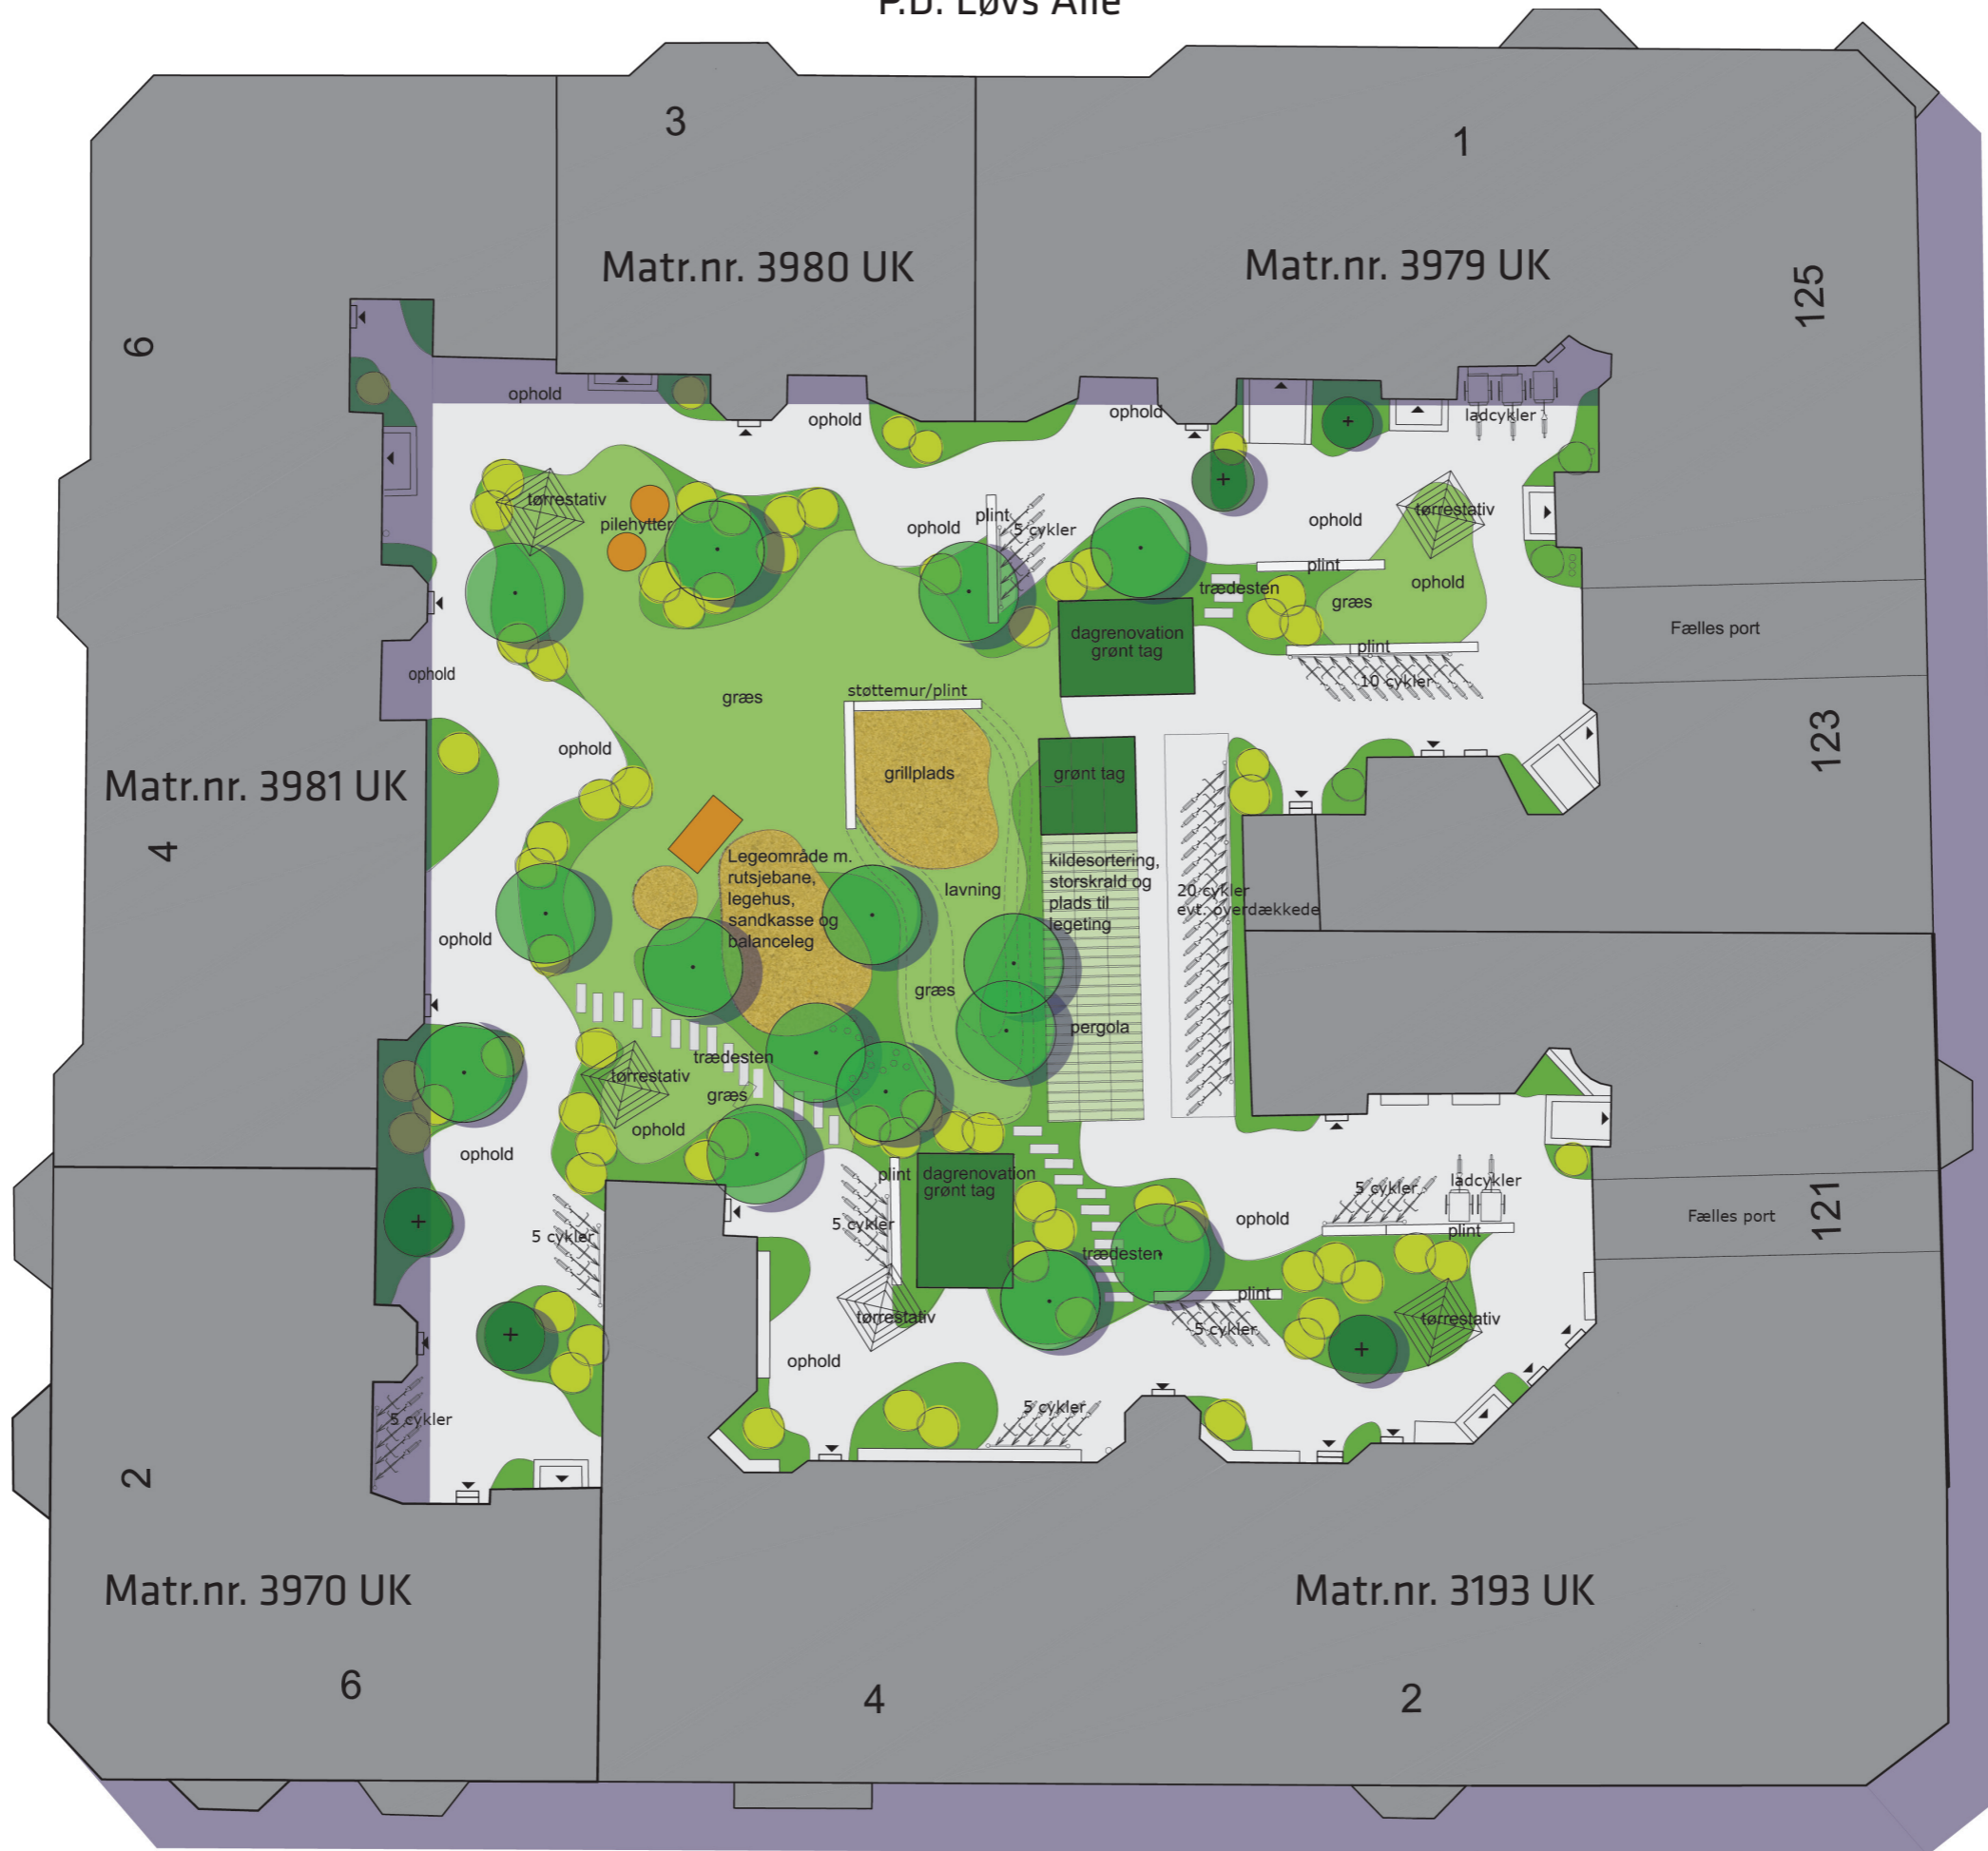 P.D. Løvs Alle
3
1
Matr.nr. 3980 UK
Matr.nr. 3979 UK
125
6
ophold
ophold
ophold
ladcykler
tørrestativ
pilehytter
ophold
plint
5 cykler
ophold
tørrestativ
plint
ophold
trædesten
græs
dagrenovation
grønt tag
plint
10 cykler
Fælles port
ophold
græs
støttemur/plint
ophold
grillplads
grønt tag
123
Matr.nr. 3981 UK
4
Legeområde m.
rutsjebane,
legehus,
sandkasse og
balanceleg
lavning
kildesortering,
storskrald og
plads til
legeting
20 cykler
evt. overdækkede
ophold
græs
pergola
trædesten
tørrestativ
græs
ophold
ophold
plint
dagrenovation
grønt tag
5 cykler
5 cykler
ophold
5 cykler
ladcykler
plint
Fælles port
121
trædesten
plint
5 cykler
tørrestativ
tørrestativ
ophold
5 cykler
5 cykler
2
Matr.nr. 3970 UK
Matr.nr. 3193 UK
6
4
2